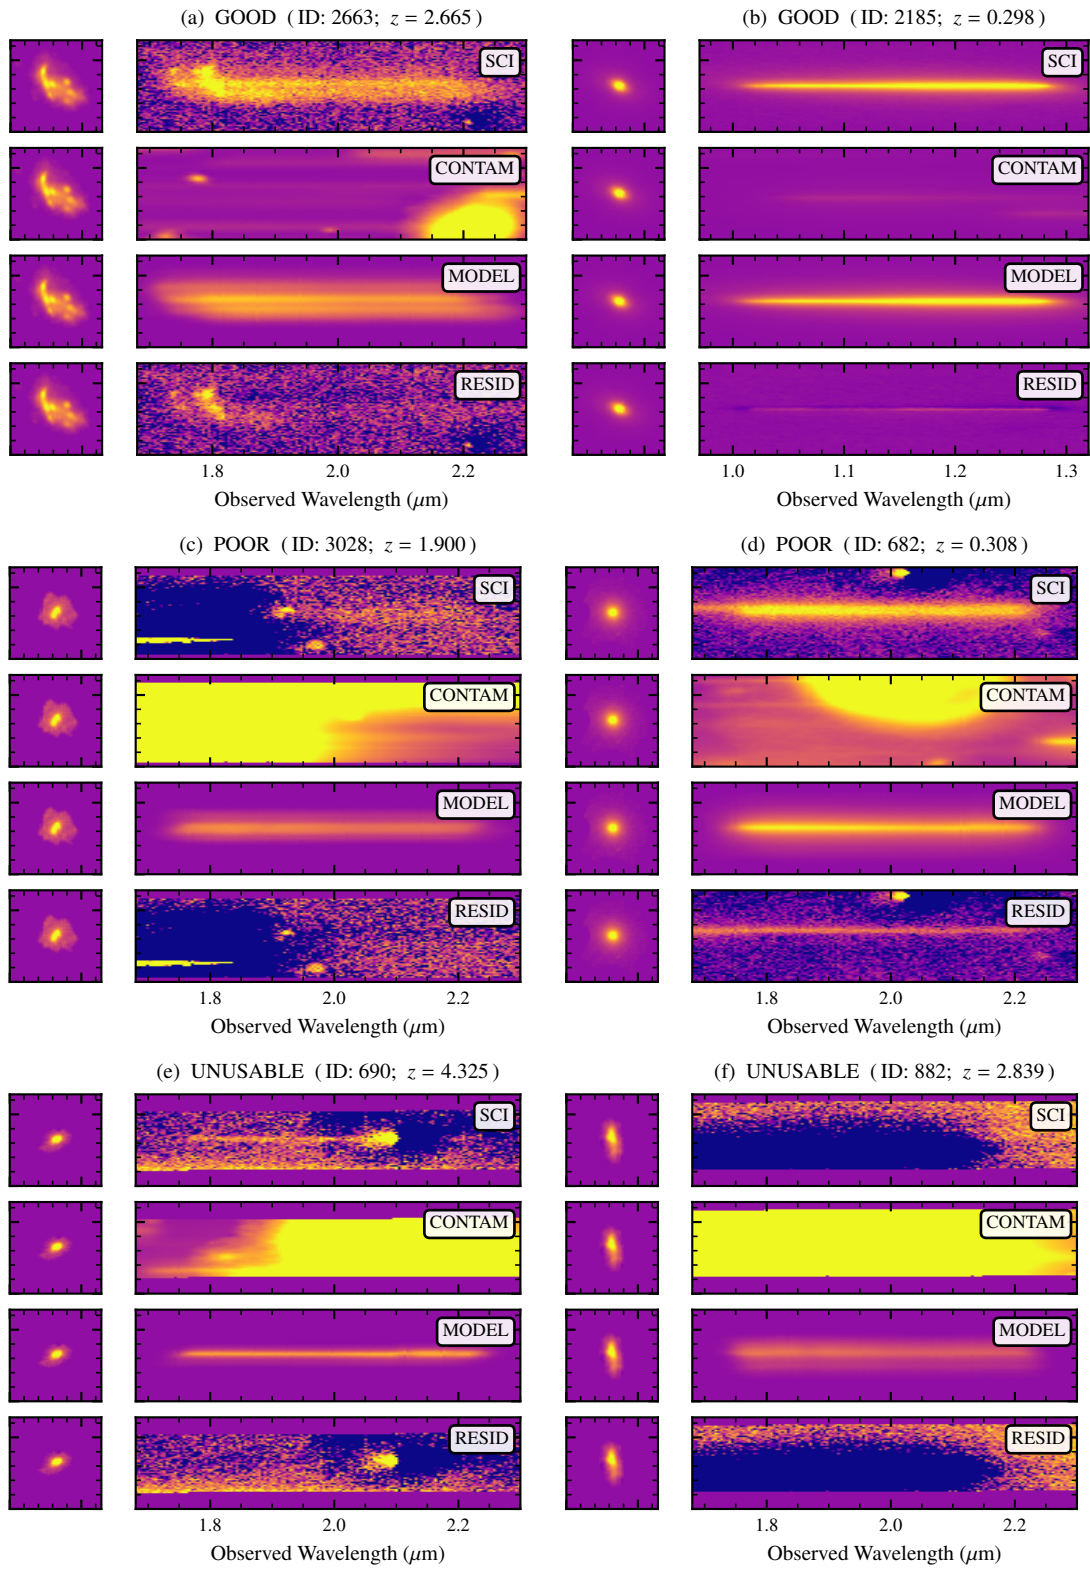 (a) GOOD (ID: 2663; z = 2.665)
(b) GOOD (ID: 2185; z = 0.298)
SCI
SCI
CONTAM
CONTAM
MODEL
MODEL
RESID
RESID
1.8 2.0 2.2
1.0 1.1 1.2 1.3
Observed Wavelength (μm)
Observed Wavelength (μm)
(c) POOR (ID: 3028; z = 1.900)
(d) POOR (ID: 682; z = 0.308)
SCI
SCI
CONTAM
CONTAM
MODEL
MODEL
RESID
RESID
1.8 2.0 2.2
1.8 2.0 2.2
Observed Wavelength (μm)
Observed Wavelength (μm)
(e) UNUSABLE (ID: 690; z = 4.325)
(f) UNUSABLE (ID: 882; z = 2.839)
SCI
SCI
CONTAM
CONTAM
MODEL
MODEL
RESID
RESID
1.8 2.0 2.2
1.8 2.0 2.2
Observed Wavelength (μm)
Observed Wavelength (μm)